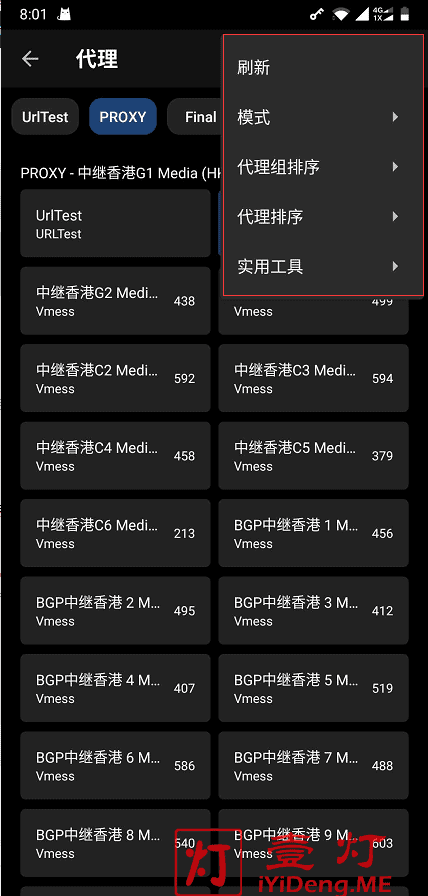 8:01
4G
1X
代理
刷新
模式
代理组排序
代理排序
实用工具
UrlTest
PROXY
Final
PROXY - 中继香港G1 Media (HK
UrlTest
URLTest
中继香港G2 Medi...
Vmess
438
Vmess
499
中继香港C2 Medi...
Vmess
592
中继香港C3 Medi...
Vmess
594
中继香港C4 Medi...
Vmess
458
中继香港C5 Medi...
Vmess
379
中继香港C6 Medi...
Vmess
213
BGP中继香港 1 M...
Vmess
456
BGP中继香港 2 M...
Vmess
495
BGP中继香港 3 M...
Vmess
412
BGP中继香港 4 M...
Vmess
407
BGP中继香港 5 M...
Vmess
519
BGP中继香港 6 M...
Vmess
586
BGP中继香港 7 M...
Vmess
488
BGP中继香港 8 M...
Vmess
540
BGP中继香港 9 M...
Vmess
603
灯
壹灯
iYiDeng.ME